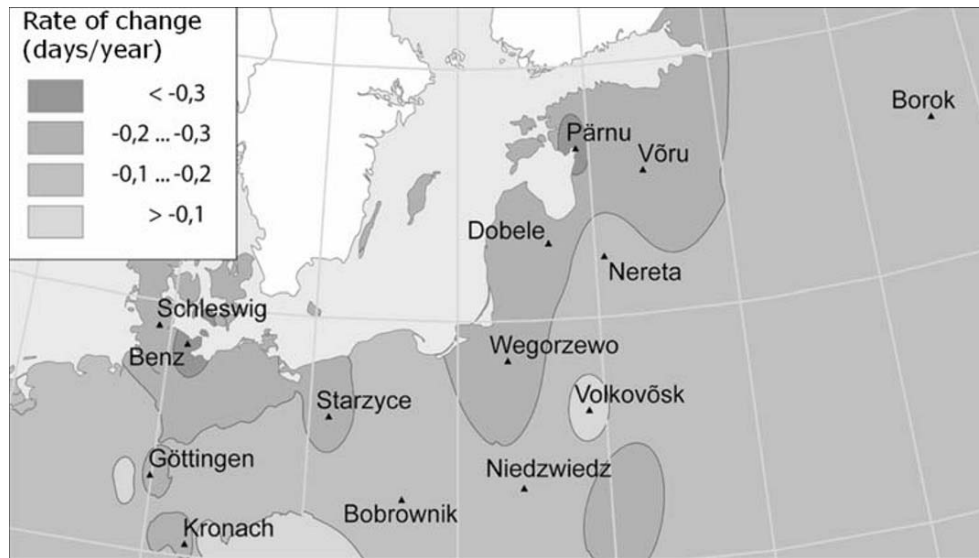 Rate of change
(days/year)
< -0,3
-0,2 ... -0,3
-0,1 ... -0,2
> -0,1
Borok
Pärnu
Võru
Dobele
Nereta
Schleswig
Benz
Wegorzewo
Starzyce
Volkovõsk
Göttingen
Niedzwiedz
Bobrownik
Kronach